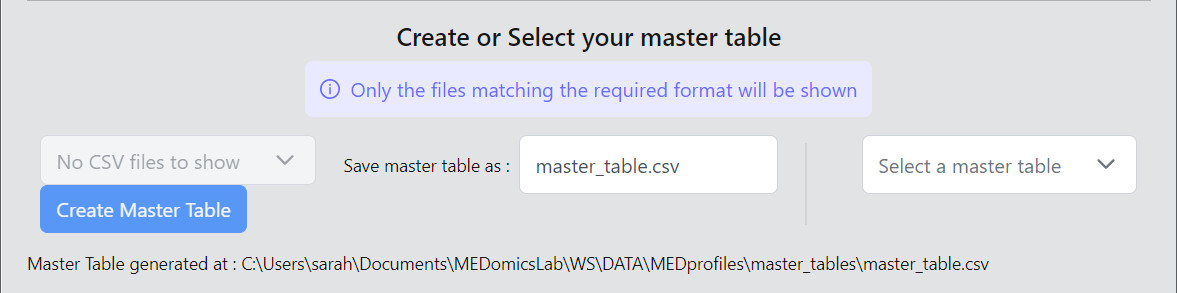 Create or Select your master table
Only the files matching the required format will be shown
No CSV files to show
Save master table as :
master_table.csv
Select a master table
Create Master Table
Master Table generated at : C:\Users\sarah\Documents\MEDomicsLab\WS\DATA\MEDprofiles\master_tables\master_table.csv